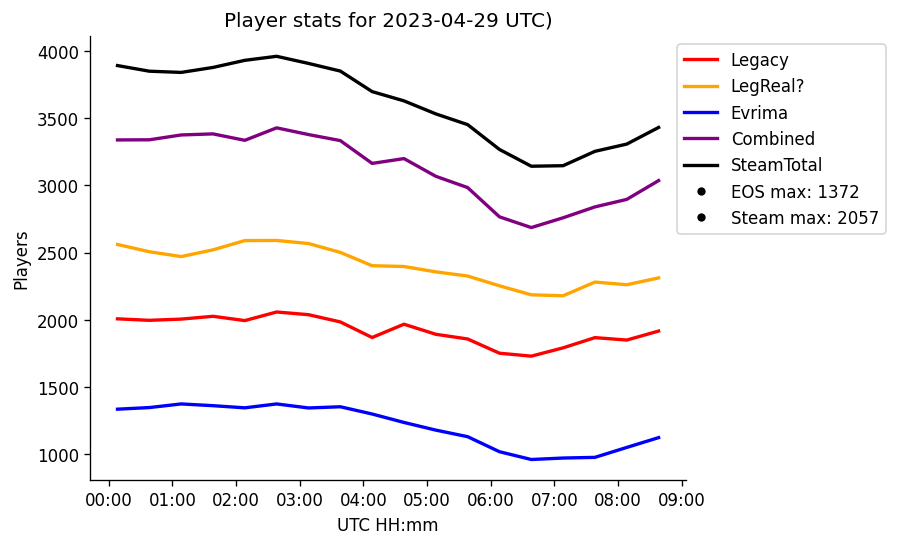 Player stats for 2023-04-29 UTC)
4000
3500
3000
2500
2000
1500
1000
Players
00:00 01:00 02:00 03:00 04:00 05:00 06:00 07:00 08:00 09:00
UTC HH:mm
Legacy
LegReal?
Evrima
Combined
SteamTotal
EOS max: 1372
Steam max: 2057